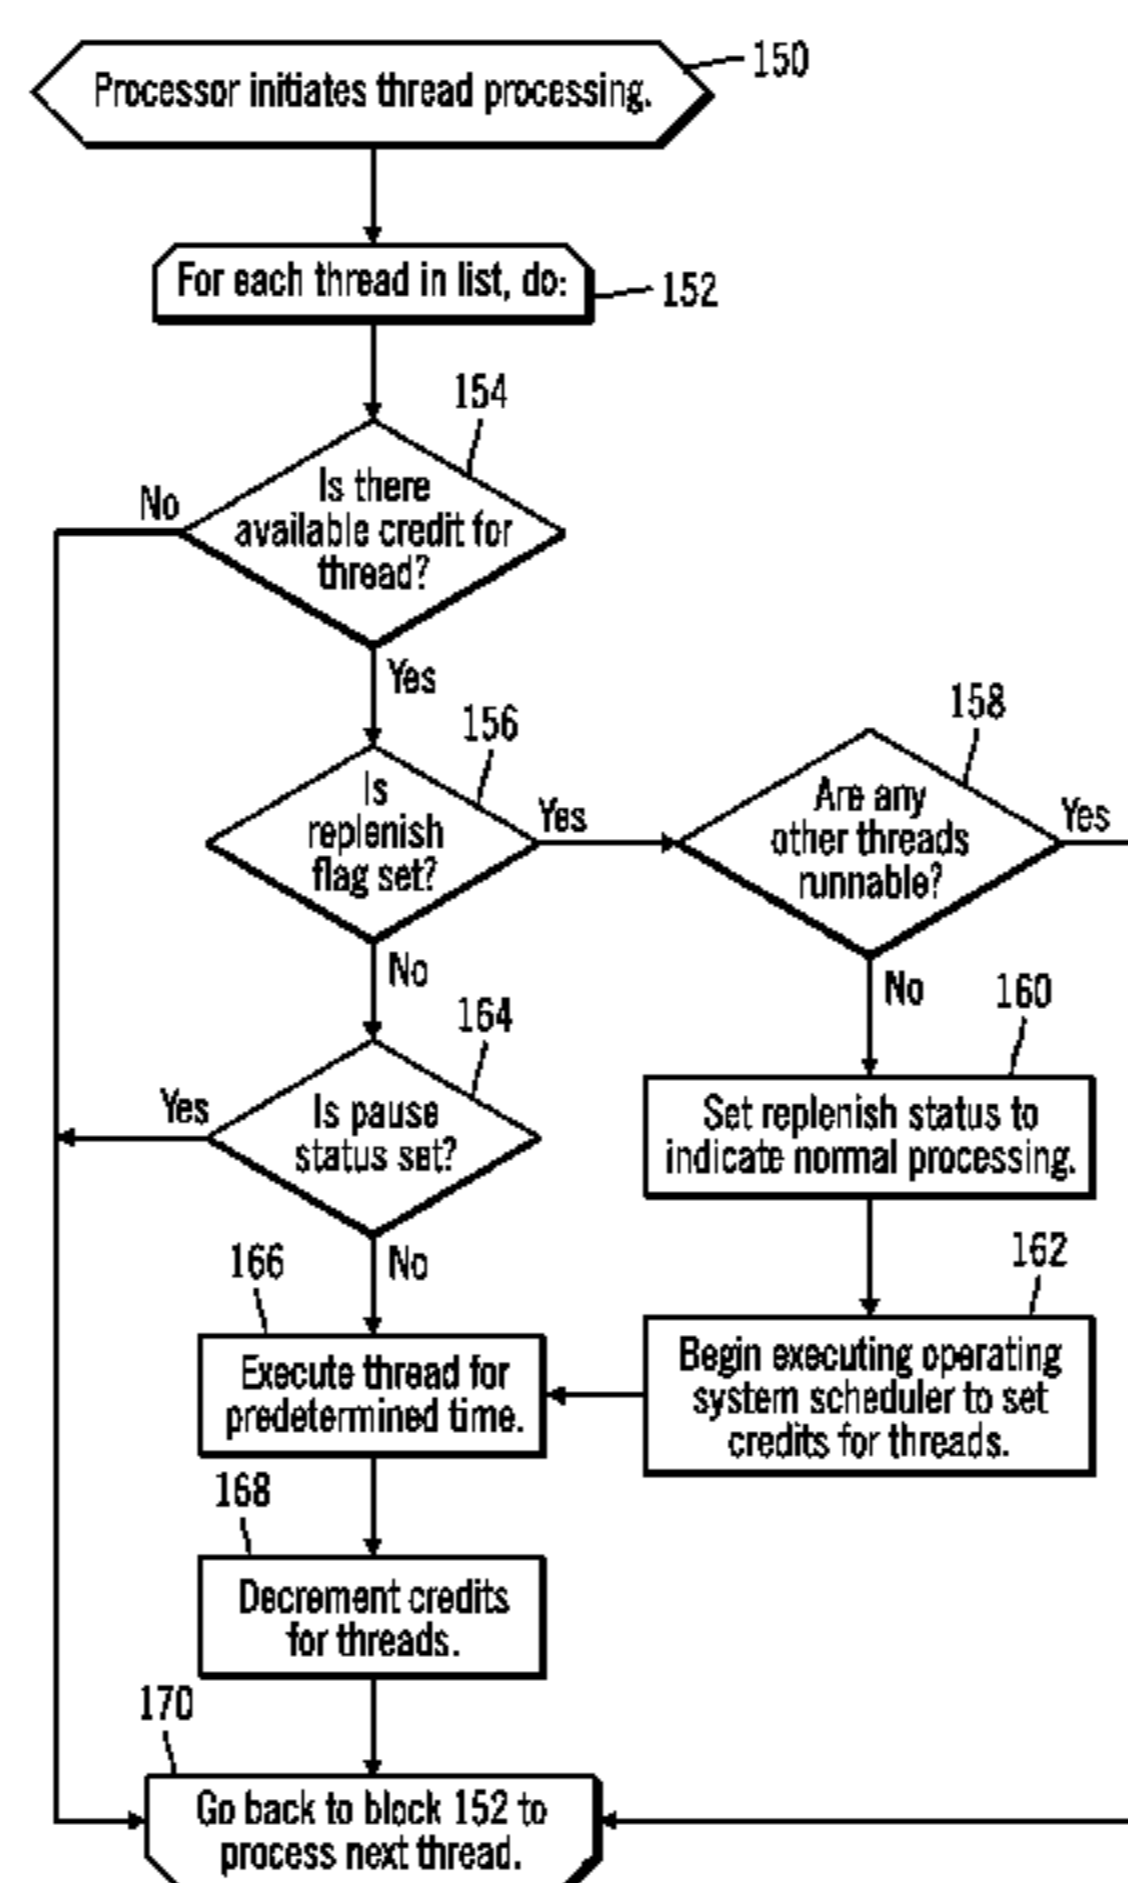 150
Processor initiates thread processing.
For each thread in list, do:
152
154
Is there
available credit for
thread?
No
Yes
156
Is
replenish
flag set?
Yes
158
Are any
other threads
runnable?
Yes
No
No
160
Set replenish status to
indicate normal processing.
164
Is pause
status set?
Yes
No
162
Begin executing operating
system scheduler to set
credits for threads.
166
Execute thread for
predetermined time.
168
Decrement credits
for threads.
170
Go back to block 152 to
process next thread.